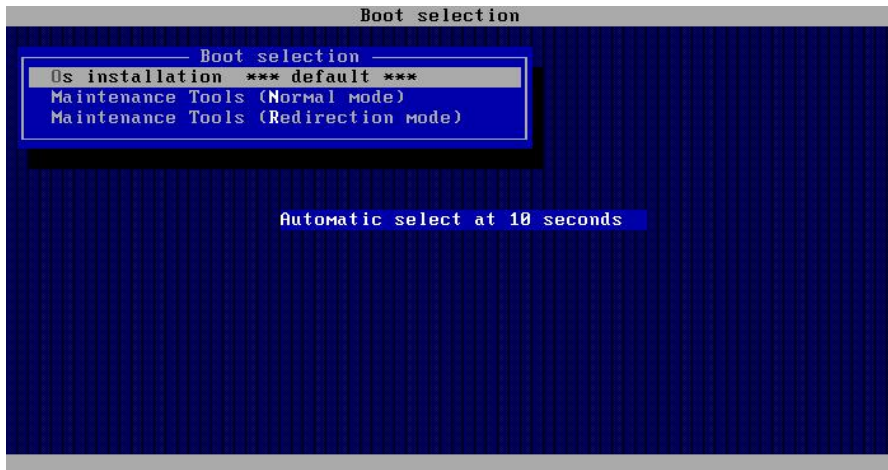 Boot selection
Boot selection
Os installation *** default ***
Maintenance Tools (Normal mode)
Maintenance Tools (Redirection mode)
Automatic select at 10 seconds